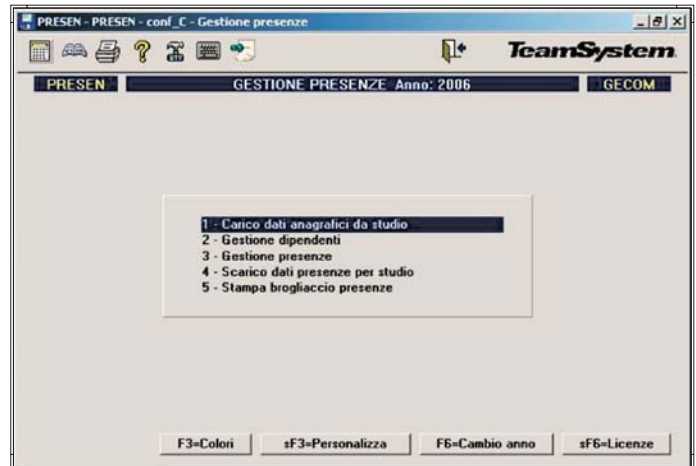 PRESEN - PRESEN - conf_C - Gestione presenze
TeamSystem
PRESEN
GESTIONE PRESENZE Anno: 2006
GECOM
1 - Carico dati anagrafici da studio
2 - Gestione dipendenti
3 - Gestione presenze
4 - Scarico dati presenze per studio
5 - Stampa brogliaccio presenze
F3=Colori
sF3=Personalizza
F6=Cambio anno
sF6=Licenze